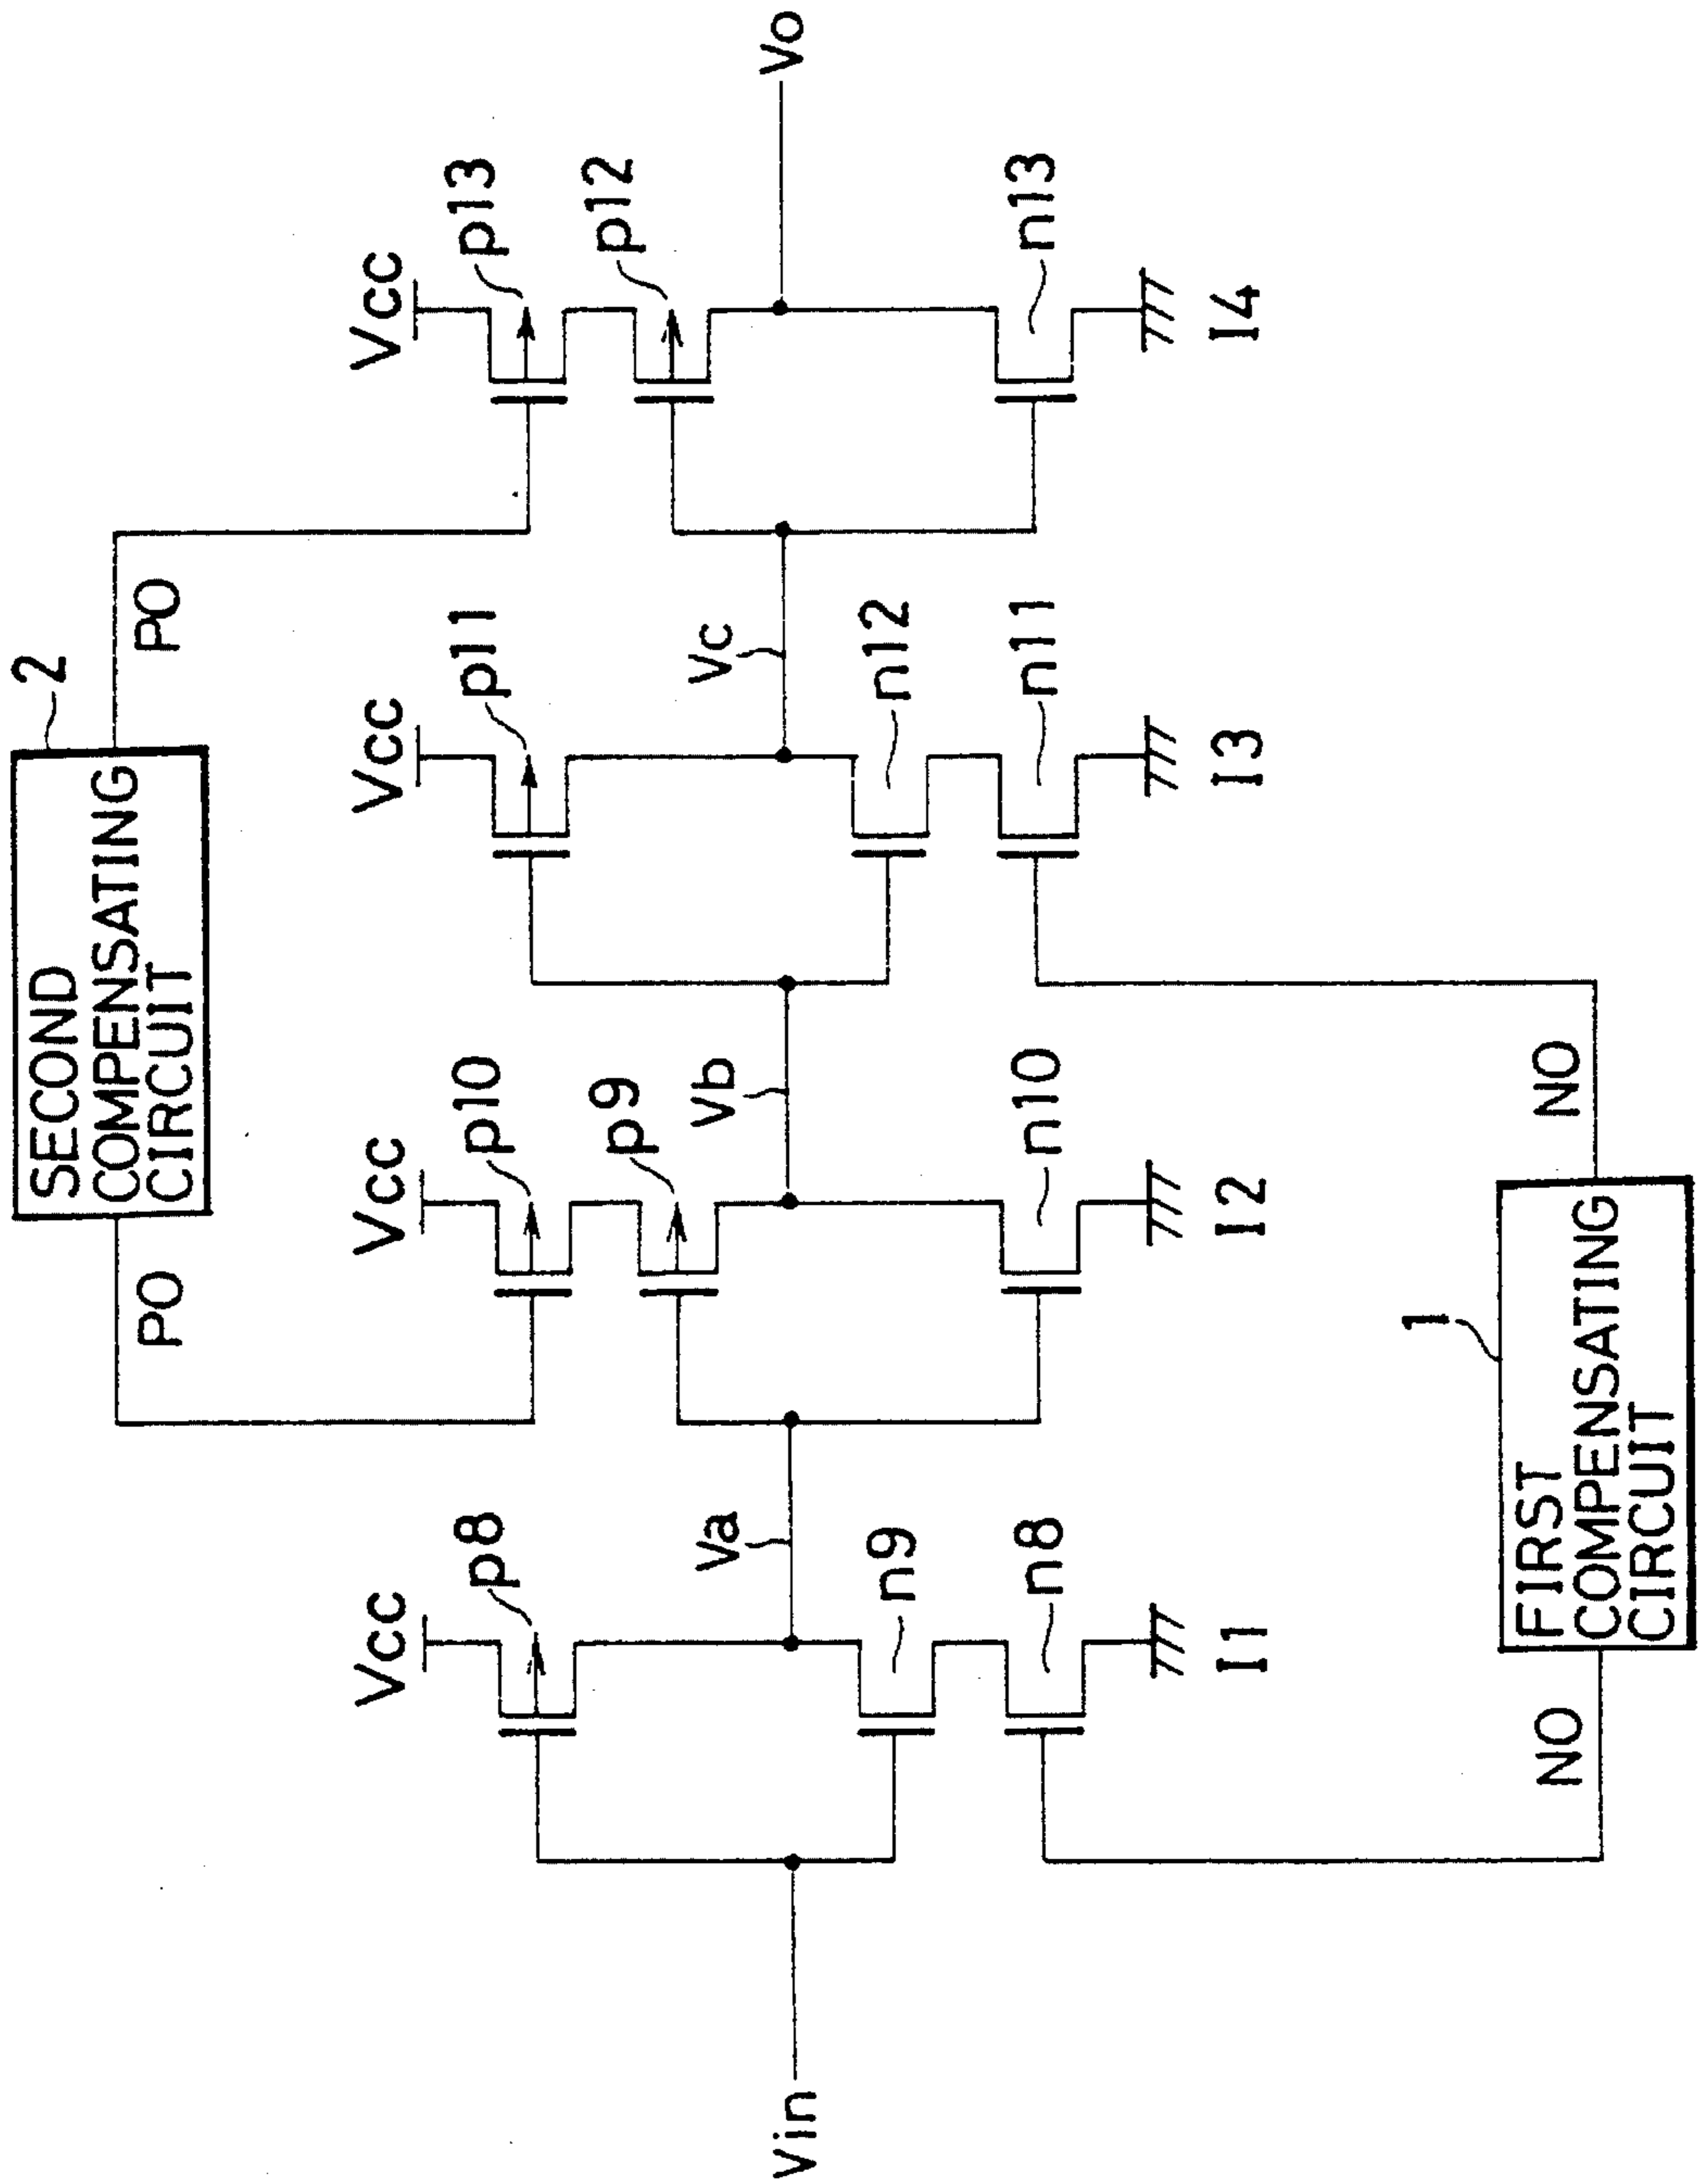 2
SECOND
COMPENSATING
CIRCUIT
PO
PO
Vcc
Vcc
Vcc
Vcc
p8
p10
p11
p13
p9
p12
Vin
Va
Vb
Vc
Vo
n9
n12
n8
n10
n11
n13
I1
I2
I3
I4
1
NO
NO
FIRST
COMPENSATING
CIRCUIT